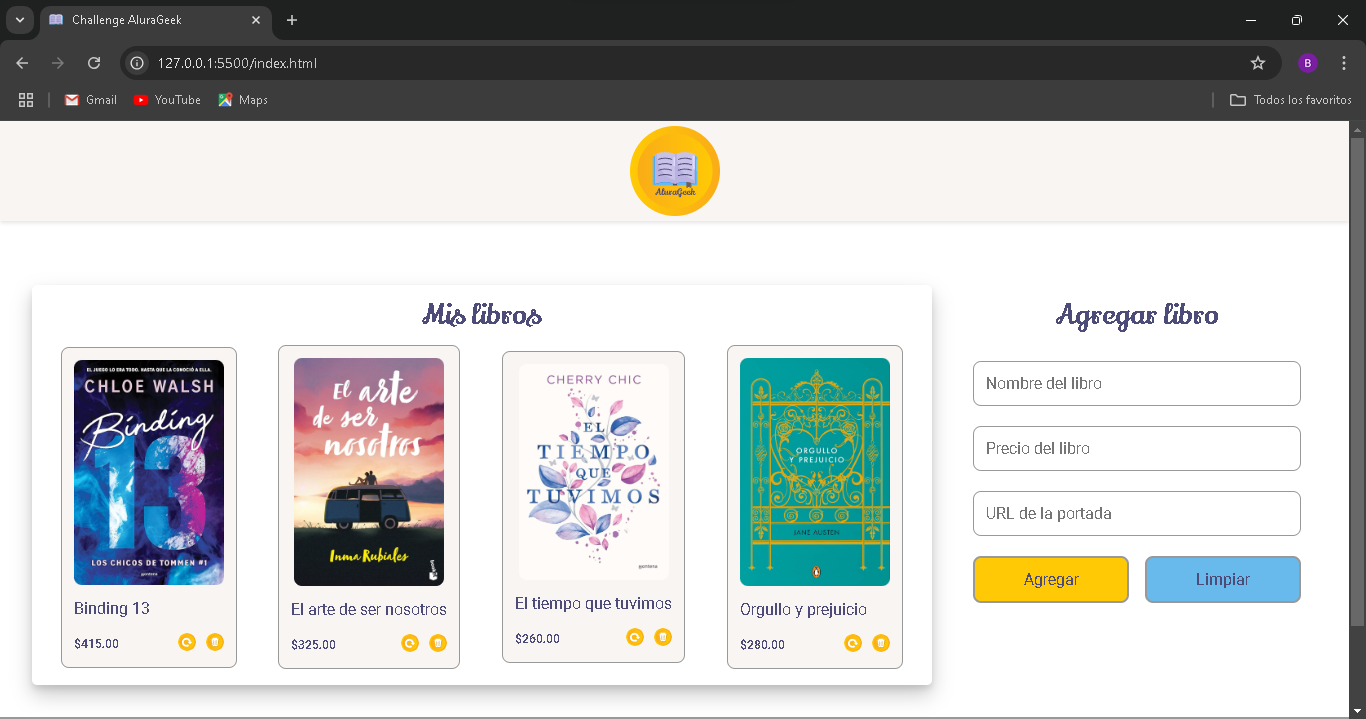 Challenge AluraGeek
127.0.0.1:5500/index.html
B
Gmail
YouTube
Maps
Todos los favoritos
AluraGeek
Mis libros
EL JUEGO LO ERA TODO. HASTA QUE LA CONOCIÓ A ELLA.
CHLOE WALSH
Binding
13
LOS CHICOS DE TOMMEN #1
Binding 13
$415.00
El arte
de ser
nosotros
Inma Rubiales
El arte de ser nosotros
$325.00
CHERRY CHIC
EL
TIEMPO
QUE
TUVIMOS
El tiempo que tuvimos
$260.00
ORGULLO
Y PREJUICIO
JANE AUSTEN
Orgullo y prejuicio
$280.00
Agregar libro
Nombre del libro
Precio del libro
URL de la portada
Agregar
Limpiar